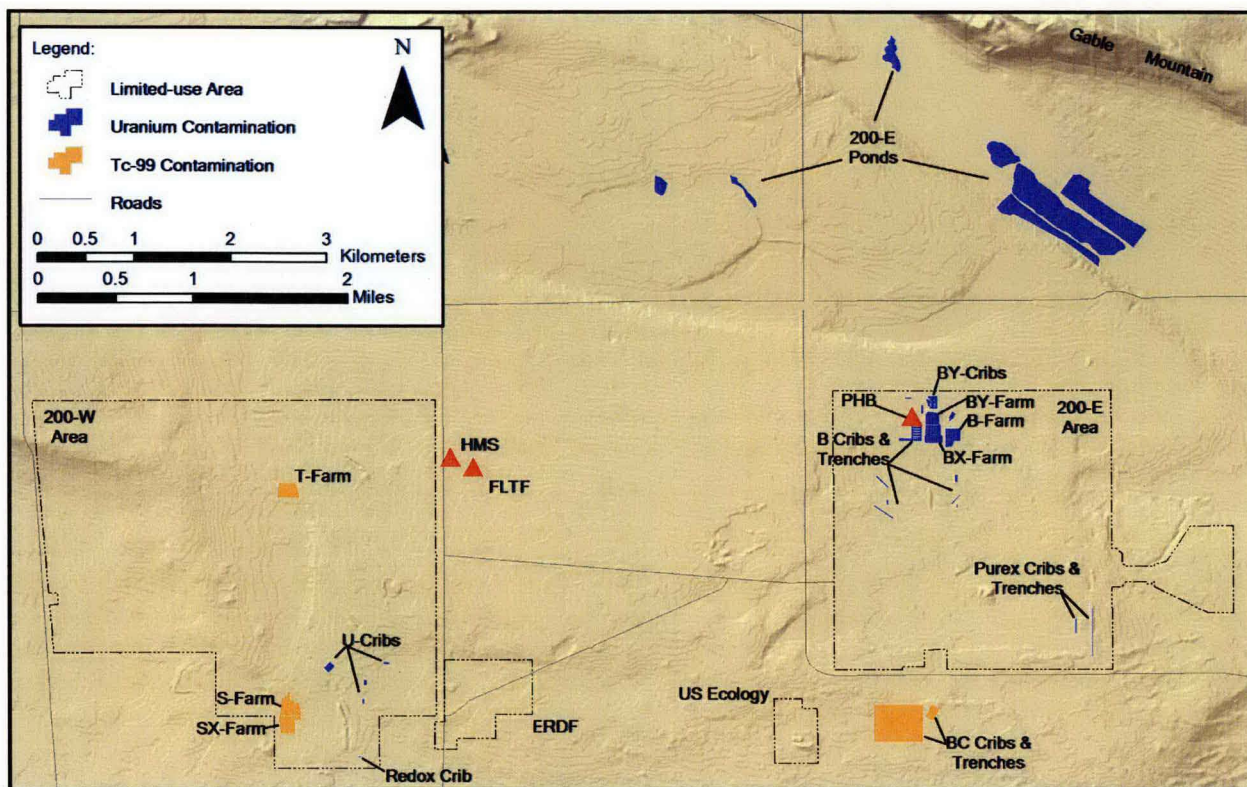 Legend:
N
Limited-use Area
Uranium Contamination
Tc-99 Contamination
Roads
0 0.5 1 2 3
Kilometers
0 0.5 1 2
Miles
Gable
Mountain
200-E
Ponds
200-W
Area
T-Farm
HMS
FLTF
BY-Cribs
PHB
BY-Farm
200-E
Area
B-Farm
B Cribs &
Trenches
BX-Farm
Purex Cribs &
Trenches
U-Cribs
S-Farm
SX-Farm
Redox Crib
ERDF
US Ecology
BC Cribs &
Trenches